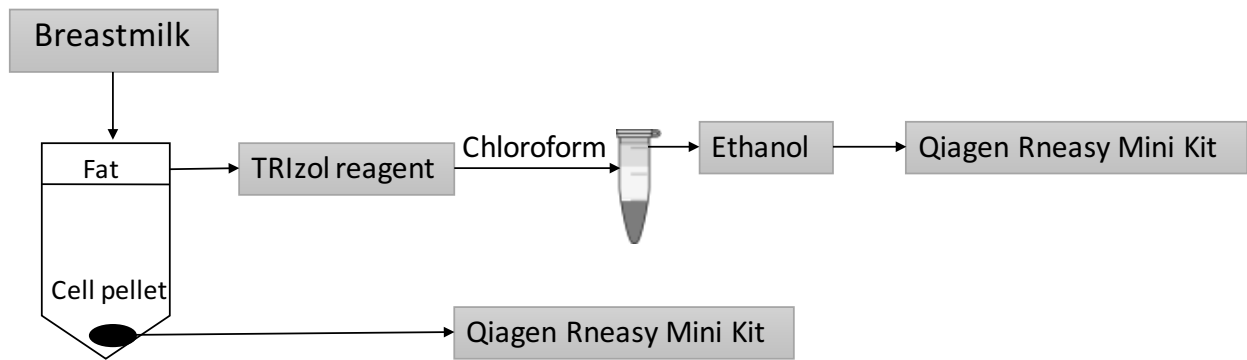 Breastmilk
Fat
TRIzol reagent
Chloroform
Ethanol
Qiagen Rneasy Mini Kit
Cell pellet
Qiagen Rneasy Mini Kit